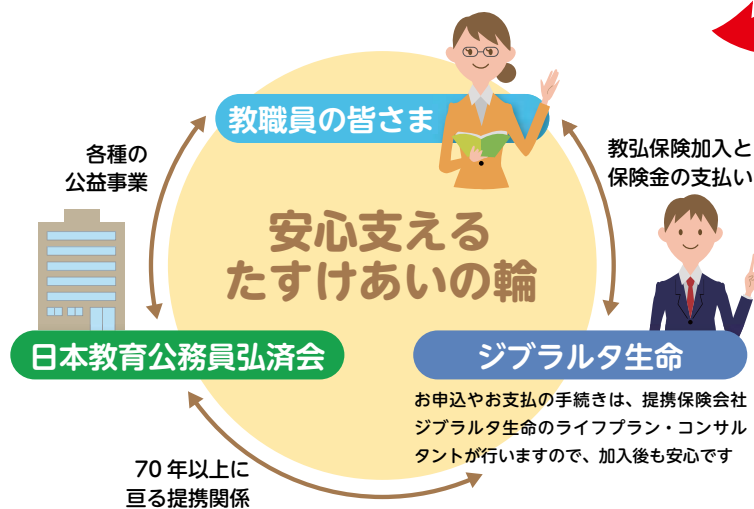 教職員の皆さま
各種の
公益事業
教弘保険加入と
保険金の支払い
安心支える
たすけあいの輪
日本教育公務員弘済会
ジブラルタ生命
お申込やお支払の手続きは、提携保険会社
ジブラルタ生命のライフプラン・コンサル
タントが行いますので、加入後も安心です
70年以上に
亘る提携関係